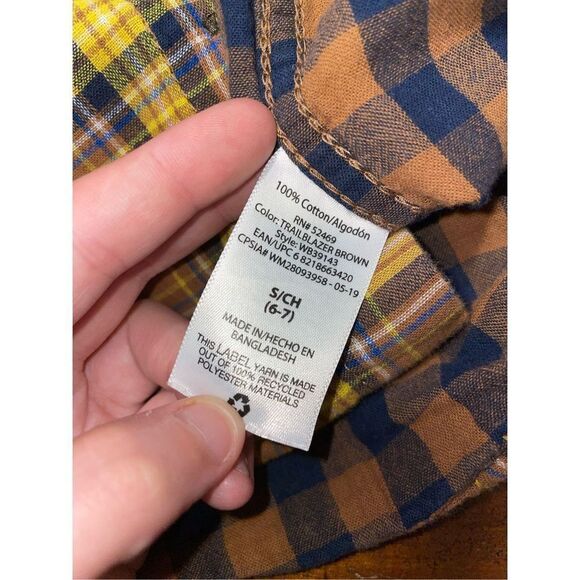 100% Cotton/Algodón
RN# 52469
Color: TRAILBLAZER BROWN
Style: WB39143
EAN/UPC 6 8218663420
CPSIA# WM28093958 - 05-19
S/CH
(6-7)
MADE IN/HECHO EN
BANGLADESH
THIS LABEL YARN IS MADE
OUT OF 100% RECYCLED
POLYESTER MATERIALS